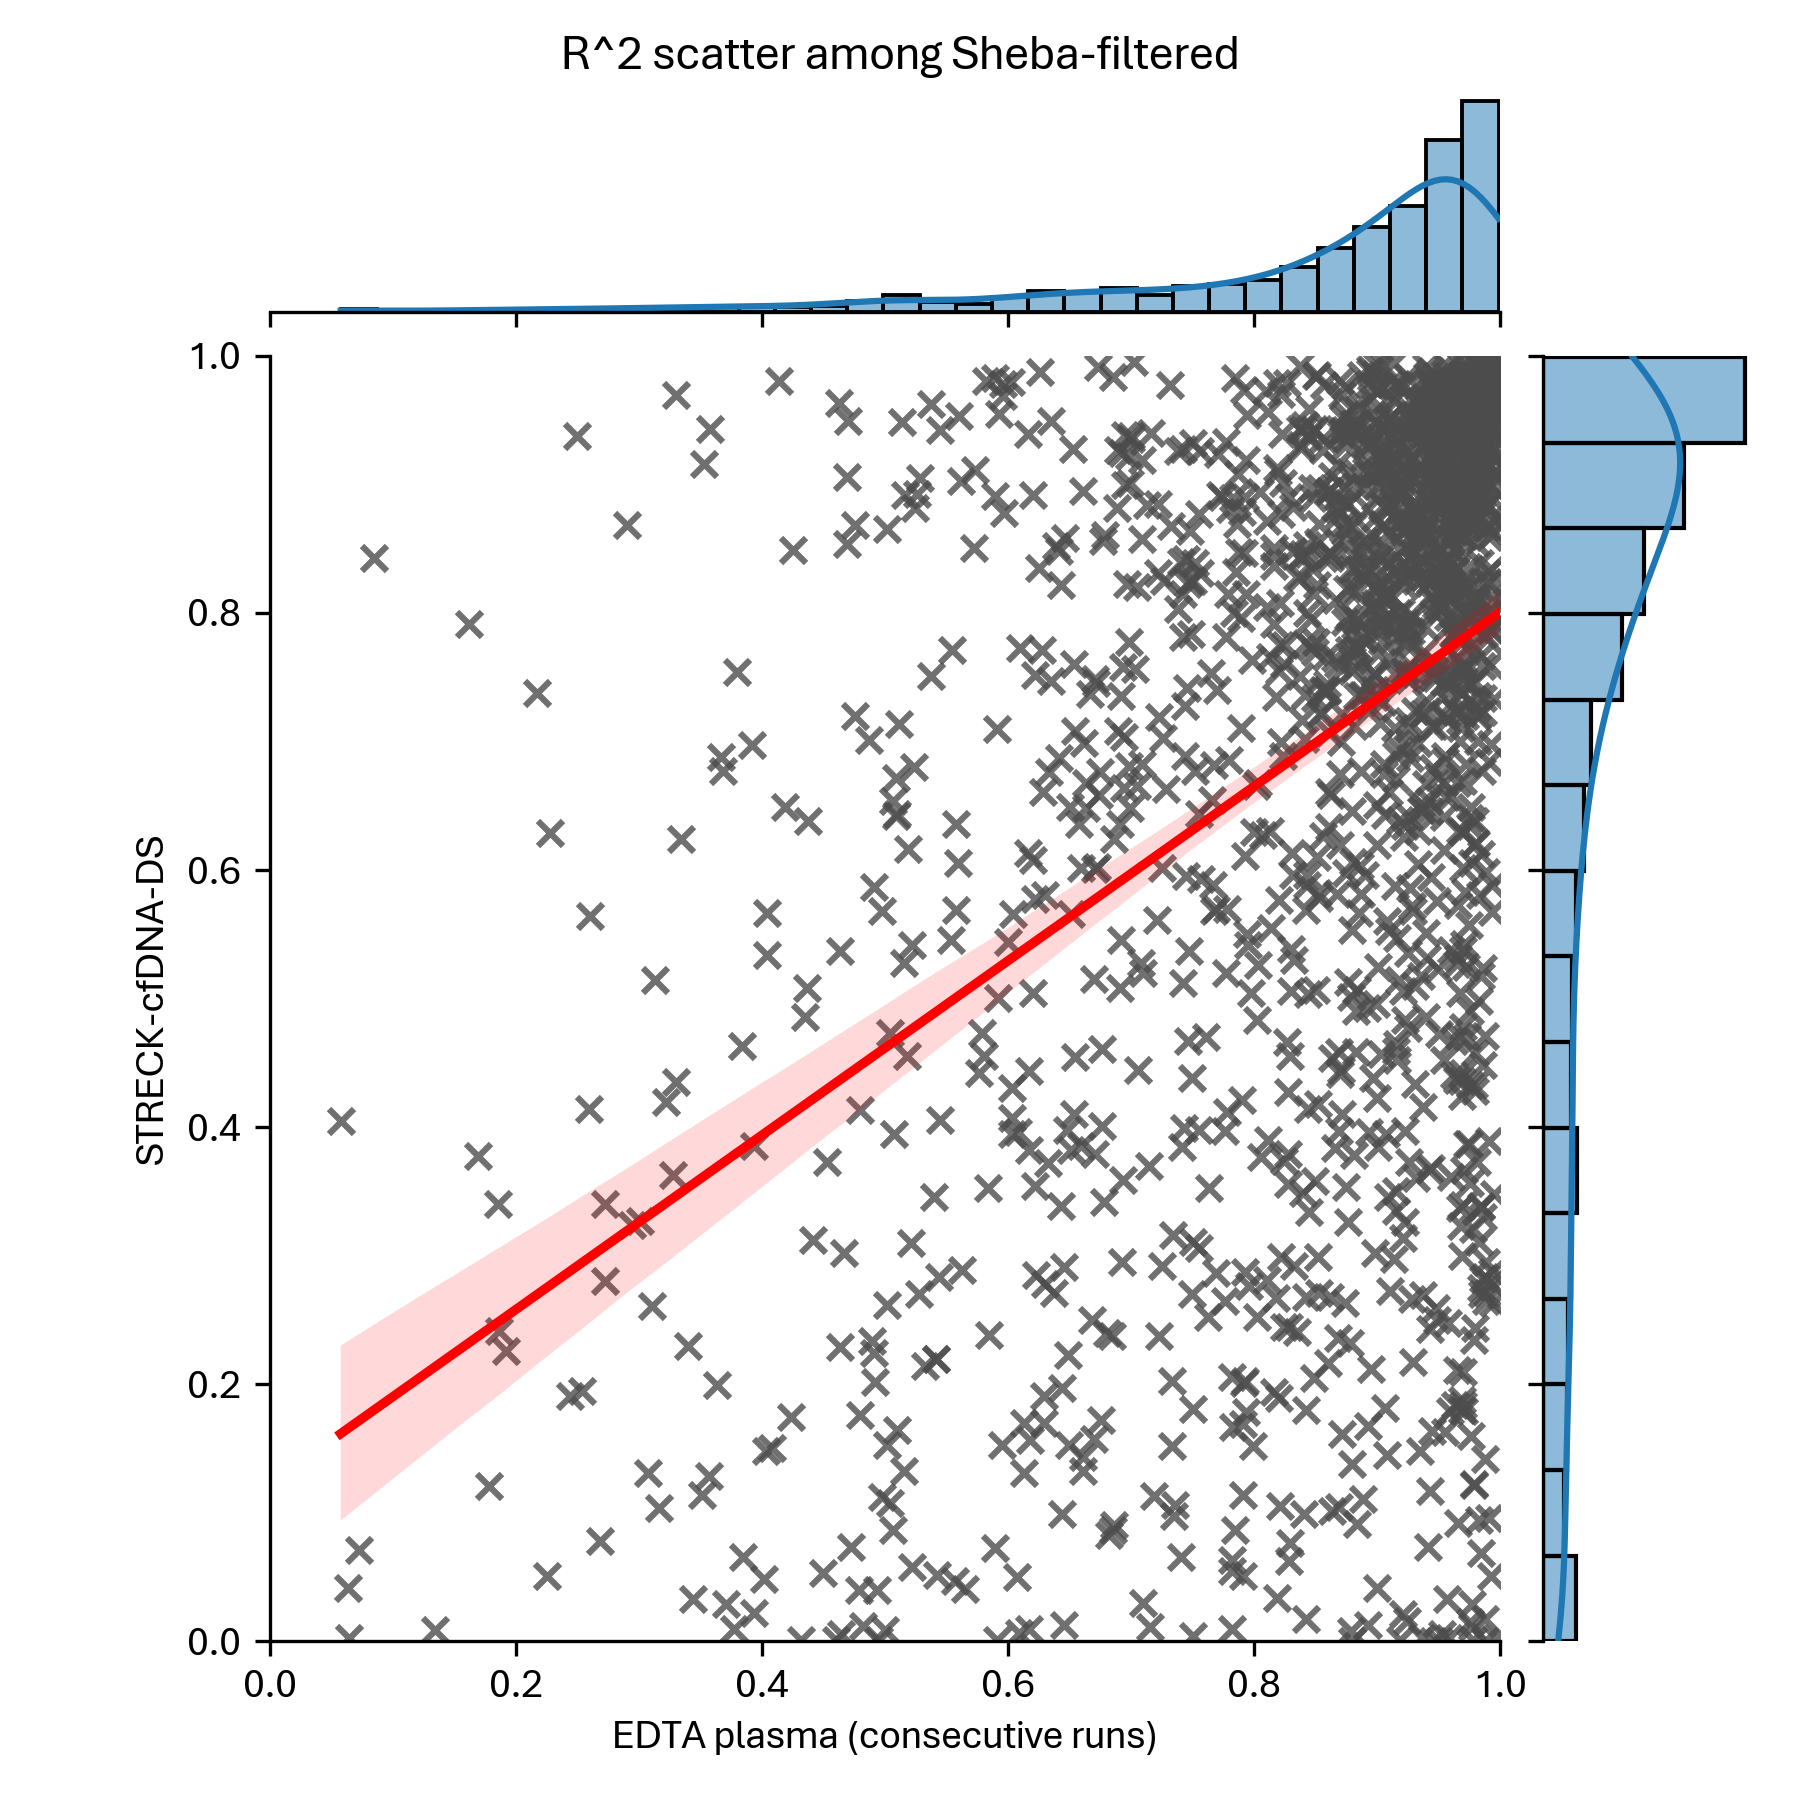 R^2 scatter among Sheba-filtered
1.0
0.8
0.6
0.4
0.2
0.0
STRECK-cfDNA-DS
0.0 0.2 0.4 0.6 0.8 1.0
EDTA plasma (consecutive runs)